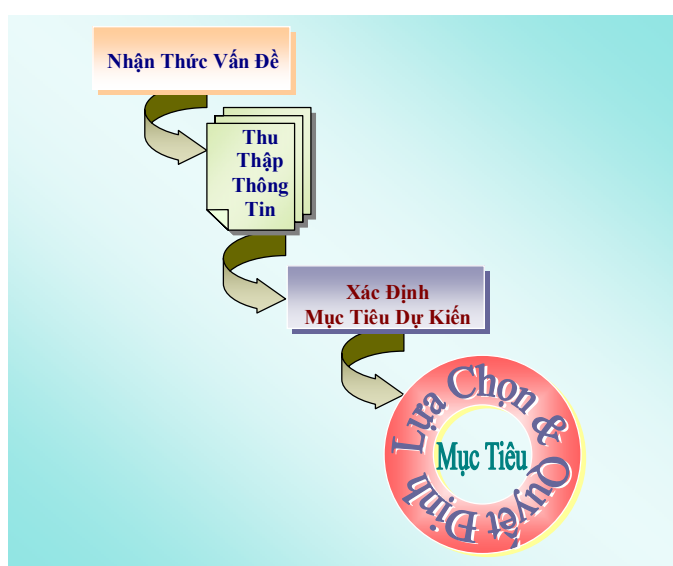 Nhận Thức Vấn Đề
Thu
Thập
Thông
Tin
Xác Định
Mục Tiêu Dự Kiến
Lựa Chọn & Quyết Định
Mục Tiêu